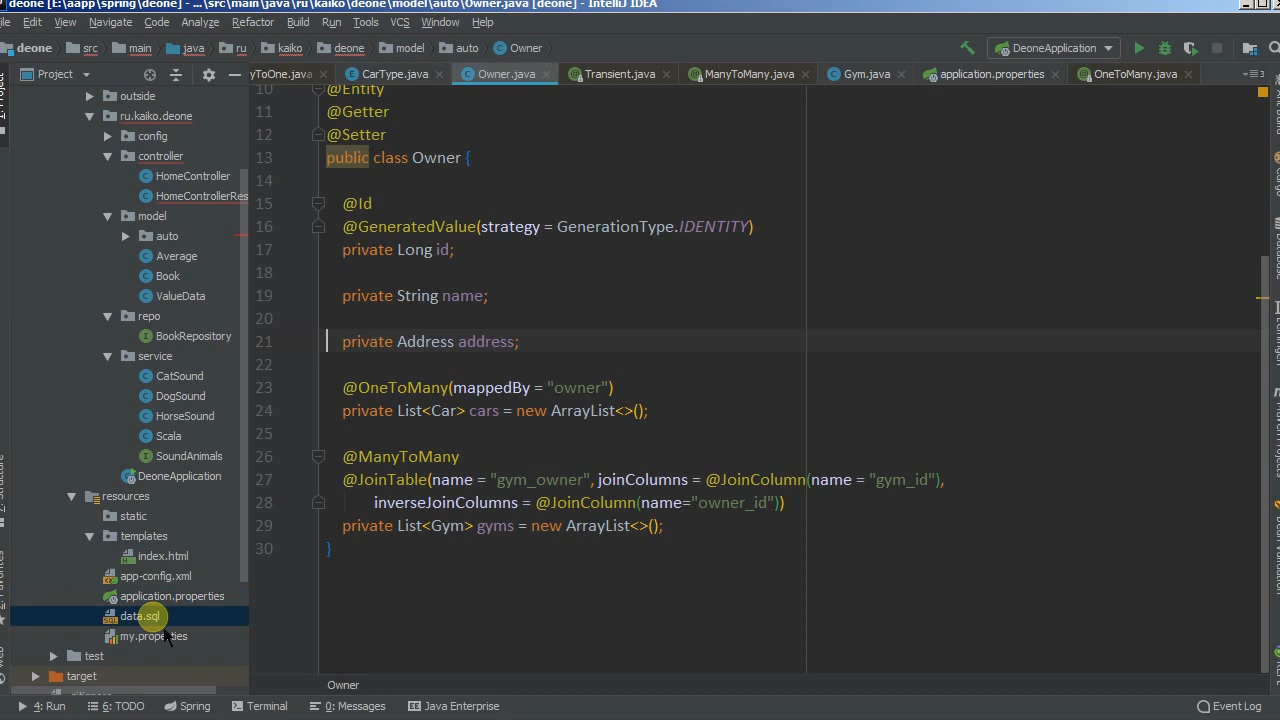 deone [E:\aapp\spring\deone] - ...\src\main\java\ru\kaiko\deone\model\auto\Owner.java [deone] - IntelliJ IDEA
Edit View Navigate Code Analyze Refactor Build Run Tools VCS Window Help
deone src main java ru kaiko deone model auto Owner DeoneApplication
Project yToOne.java CarType.java Owner.java Transient.java ManyToMany.java Gym.java application.properties OneToMany.java
outside
ru.kaiko.deone
config
controller
HomeController
HomeControllerRes
model
auto
Average
Book
ValueData
repo
BookRepository
service
CatSound
DogSound
HorseSound
Scala
SoundAnimals
DeoneApplication
resources
static
templates
index.html
app-config.xml
application.properties
data.sql
my.properties
test
target
10 @Entity
11 @Getter
12 @Setter
13 public class Owner {
14
15 @Id
16 @GeneratedValue(strategy = GenerationType.IDENTITY)
17 private Long id;
18
19 private String name;
20
21 private Address address;
22
23 @OneToMany(mappedBy = "owner")
24 private List<Car> cars = new ArrayList<>();
25
26 @ManyToMany
27 @JoinTable(name = "gym_owner", joinColumns = @JoinColumn(name = "gym_id"),
28 inverseJoinColumns = @JoinColumn(name="owner_id"))
29 private List<Gym> gyms = new ArrayList<>();
30 }
Owner
4: Run 6: TODO Spring Terminal 0: Messages Java Enterprise Event Log